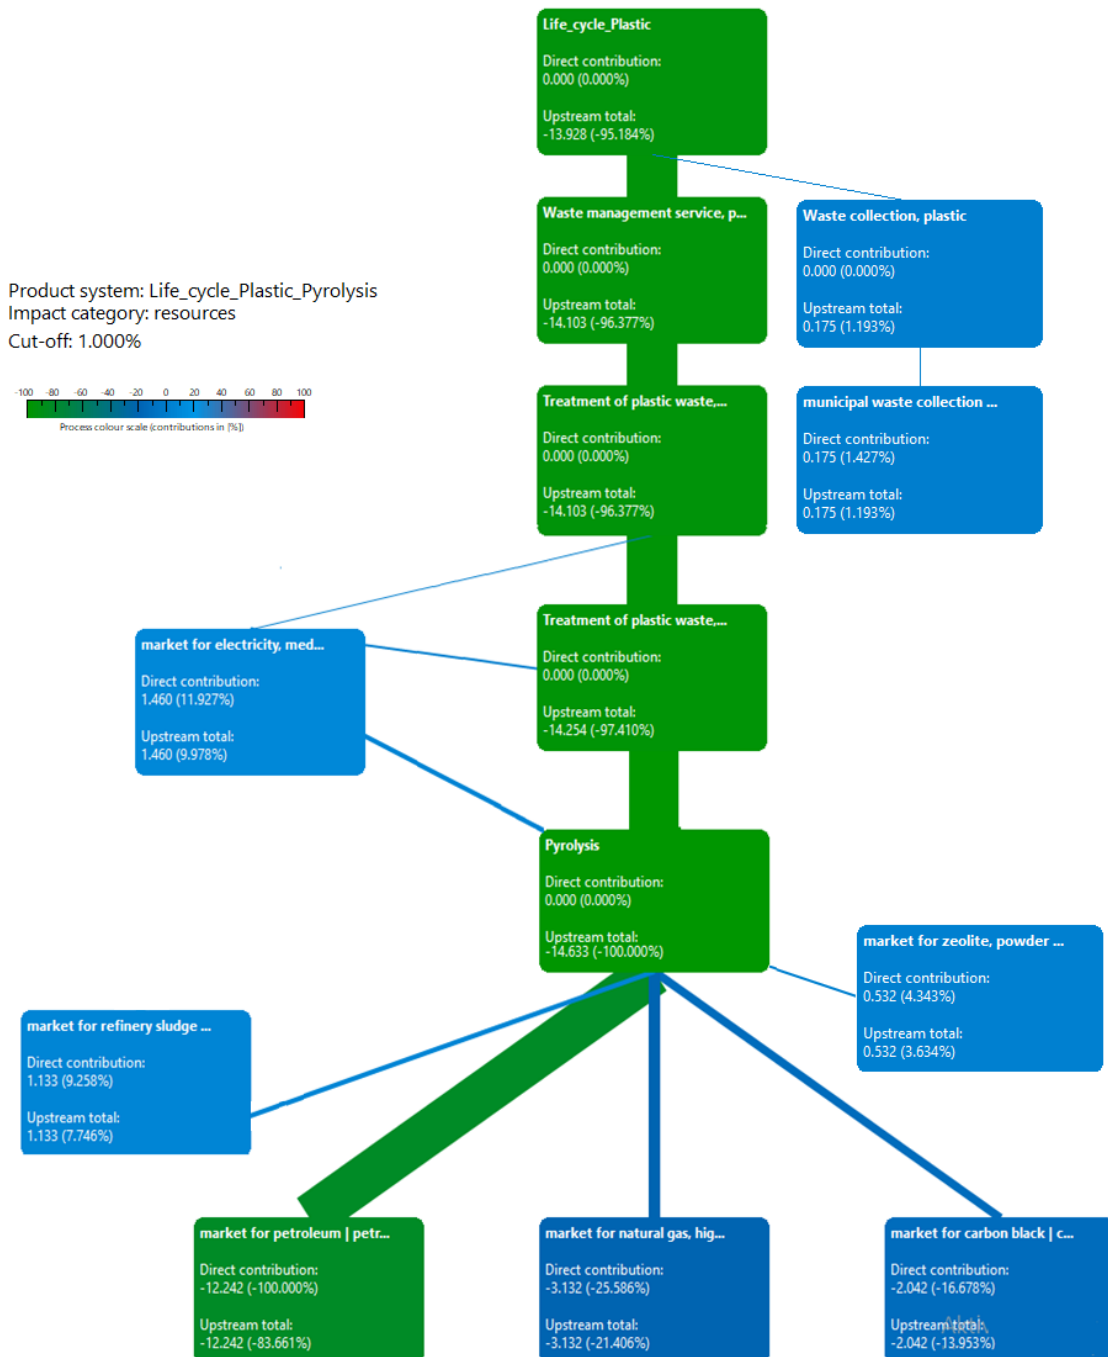 Life_cycle_Plastic
Direct contribution:
0.000 (0.000%)
Upstream total:
-13.928 (-95.184%)
Waste management service, p...
Direct contribution:
0.000 (0.000%)
Upstream total:
-14.103 (-96.377%)
Waste collection, plastic
Direct contribution:
0.000 (0.000%)
Upstream total:
0.175 (1.193%)
Product system: Life_cycle_Plastic_Pyrolysis
Impact category: resources
Cut-off: 1.000%
-100 -80 -60 -40 -20 0 20 40 60 80 100
Process colour scale (contributions in [%])
Treatment of plastic waste,...
Direct contribution:
0.000 (0.000%)
Upstream total:
-14.103 (-96.377%)
municipal waste collection ...
Direct contribution:
0.175 (1.427%)
Upstream total:
0.175 (1.193%)
market for electricity, med...
Direct contribution:
1.460 (11.927%)
Upstream total:
1.460 (9.978%)
Treatment of plastic waste,...
Direct contribution:
0.000 (0.000%)
Upstream total:
-14.254 (-97.410%)
Pyrolysis
Direct contribution:
0.000 (0.000%)
Upstream total:
-14.633 (-100.000%)
market for zeolite, powder ...
Direct contribution:
0.532 (4.343%)
Upstream total:
0.532 (3.634%)
market for refinery sludge ...
Direct contribution:
1.133 (9.258%)
Upstream total:
1.133 (7.746%)
market for petroleum | petr...
Direct contribution:
-12.242 (-100.000%)
Upstream total:
-12.242 (-83.661%)
market for natural gas, hig...
Direct contribution:
-3.132 (-25.586%)
Upstream total:
-3.132 (-21.406%)
market for carbon black | c...
Direct contribution:
-2.042 (-16.678%)
Upstream total:
-2.042 (-13.953%)